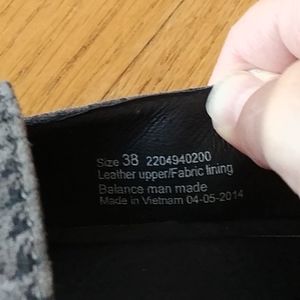 Size 38 2204940200
Leather upper/Fabric lining
Balance man made
Made in Vietnam 04-05-2014